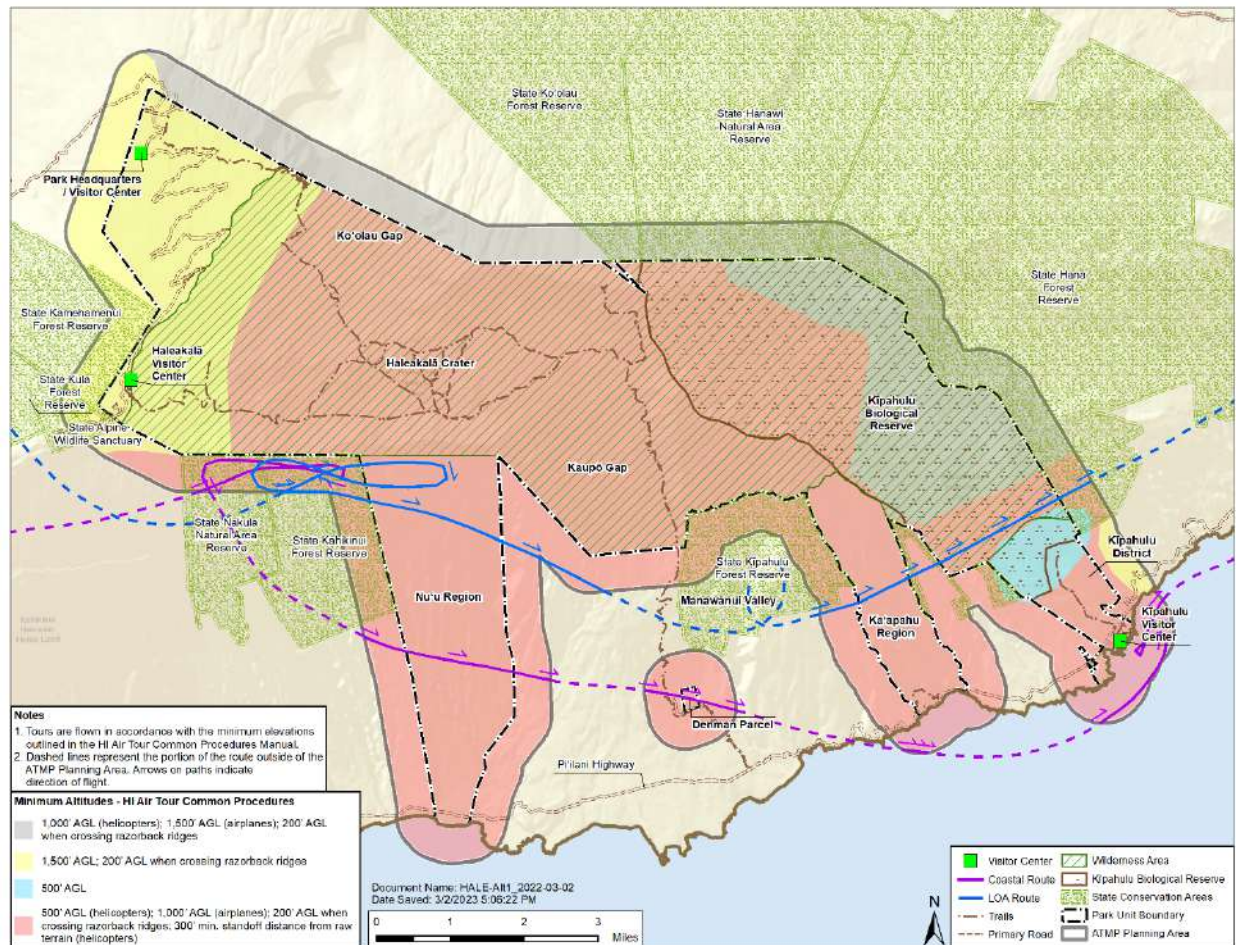 State Ko'olau
Forest Reserve
State Hanawi
Natural Area
Reserve
Park Headquarters
/ Visitor Center
Ko'olau Gap
State Hana
Forest
Reserve
State Kamehamenui
Forest Reserve
Haleakalā
Visitor
Center
Haleakalā Crater
State Kula
Forest
Reserve
Kīpahulu
Biological
Reserve
State Alpine
Wildlife Sanctuary
Kaupō Gap
State Nakula
Natural Area
Reserve
State Kahikinui
Forest Reserve
Kīpahulu
District
State Kīpahulu
Forest Reserve
Nu'u Region
Manawainui Valley
Ka'apahu
Region
Kīpahulu
Visitor
Center
Denman Parcel
Pi'ilani Highway
Notes
1. Tours are flown in accordance with the minimum elevations
outlined in the HI Air Tour Common Procedures Manual.
2. Dashed lines represent the portion of the route outside of the
ATMP Planning Area. Arrows on paths indicate
direction of flight.
Minimum Altitudes - HI Air Tour Common Procedures
1,000' AGL (helicopters); 1,500' AGL (airplanes); 200' AGL
when crossing razorback ridges
1,500' AGL; 200' AGL when crossing razorback ridges
500' AGL
500' AGL (helicopters); 1,000' AGL (airplanes); 200' AGL when
crossing razorback ridges; 300' min. standoff distance from raw
terrain (helicopters)
Document Name: HALE-Alt1_2022-03-02
Date Saved: 3/2/2023 5:06:22 PM
0 1 2 3
Miles
N
Visitor Center
Coastal Route
LOA Route
Trails
Primary Road
Wilderness Area
Kīpahulu Biological Reserve
State Conservation Areas
Park Unit Boundary
ATMP Planning Area